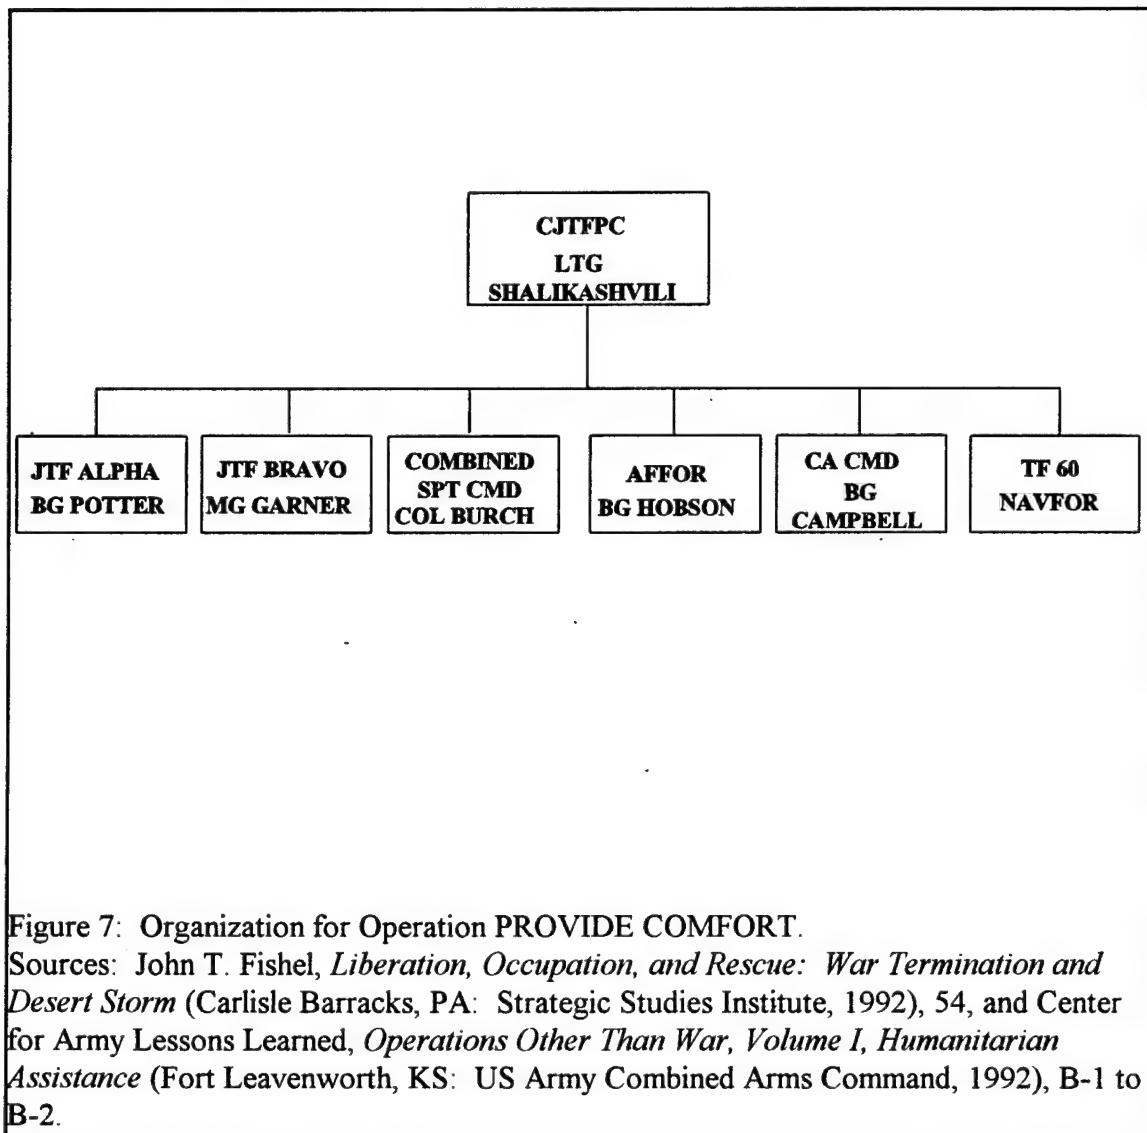 CJTFPC
LTG
SHALIKASHVILI
JTF ALPHA
BG POTTER
JTF BRAVO
MG GARNER
COMBINED
SPT CMD
COL BURCH
AFFOR
BG HOBSON
CA CMD
BG
CAMPBELL
TF 60
NAVFOR
Figure 7: Organization for Operation PROVIDE COMFORT.
Sources: John T. Fishel, Liberation, Occupation, and Rescue: War Termination and
Desert Storm (Carlisle Barracks, PA: Strategic Studies Institute, 1992), 54, and Center
for Army Lessons Learned, Operations Other Than War, Volume I, Humanitarian
Assistance (Fort Leavenworth, KS: US Army Combined Arms Command, 1992), B-1 to
B-2.